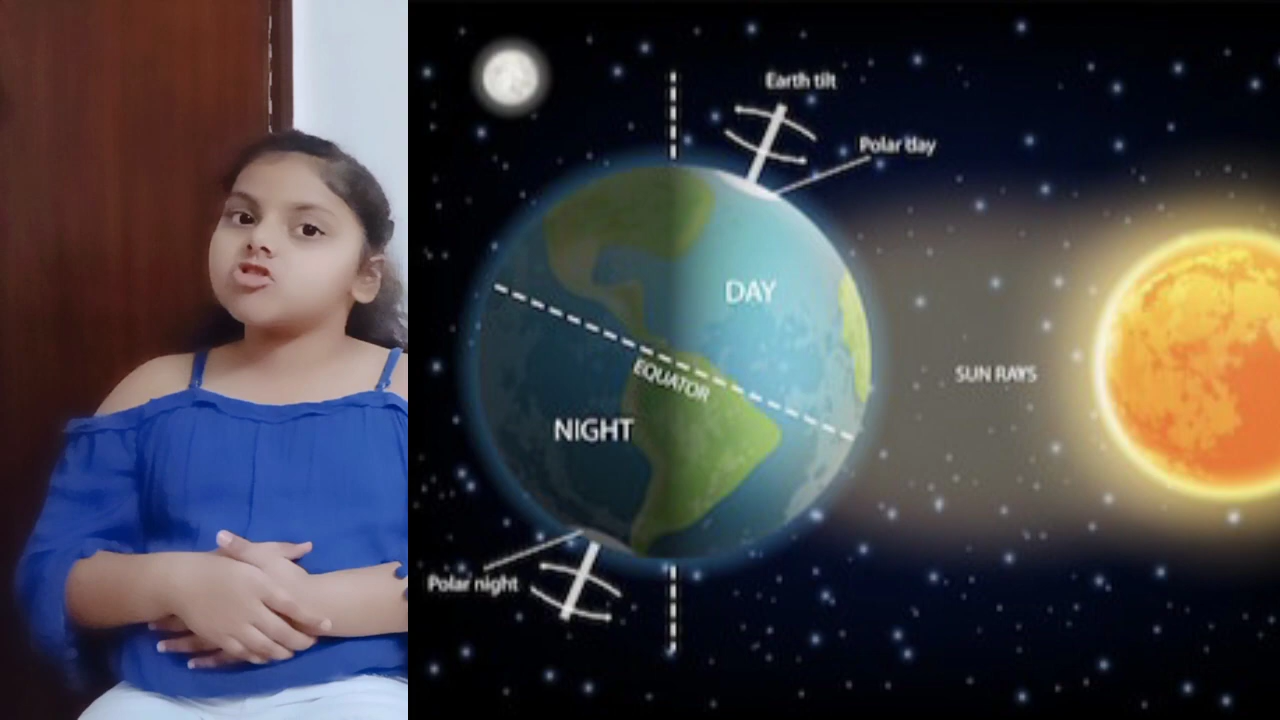 Earth tilt
Polar day
DAY
SUN RAYS
EQUATOR
NIGHT
Polar night